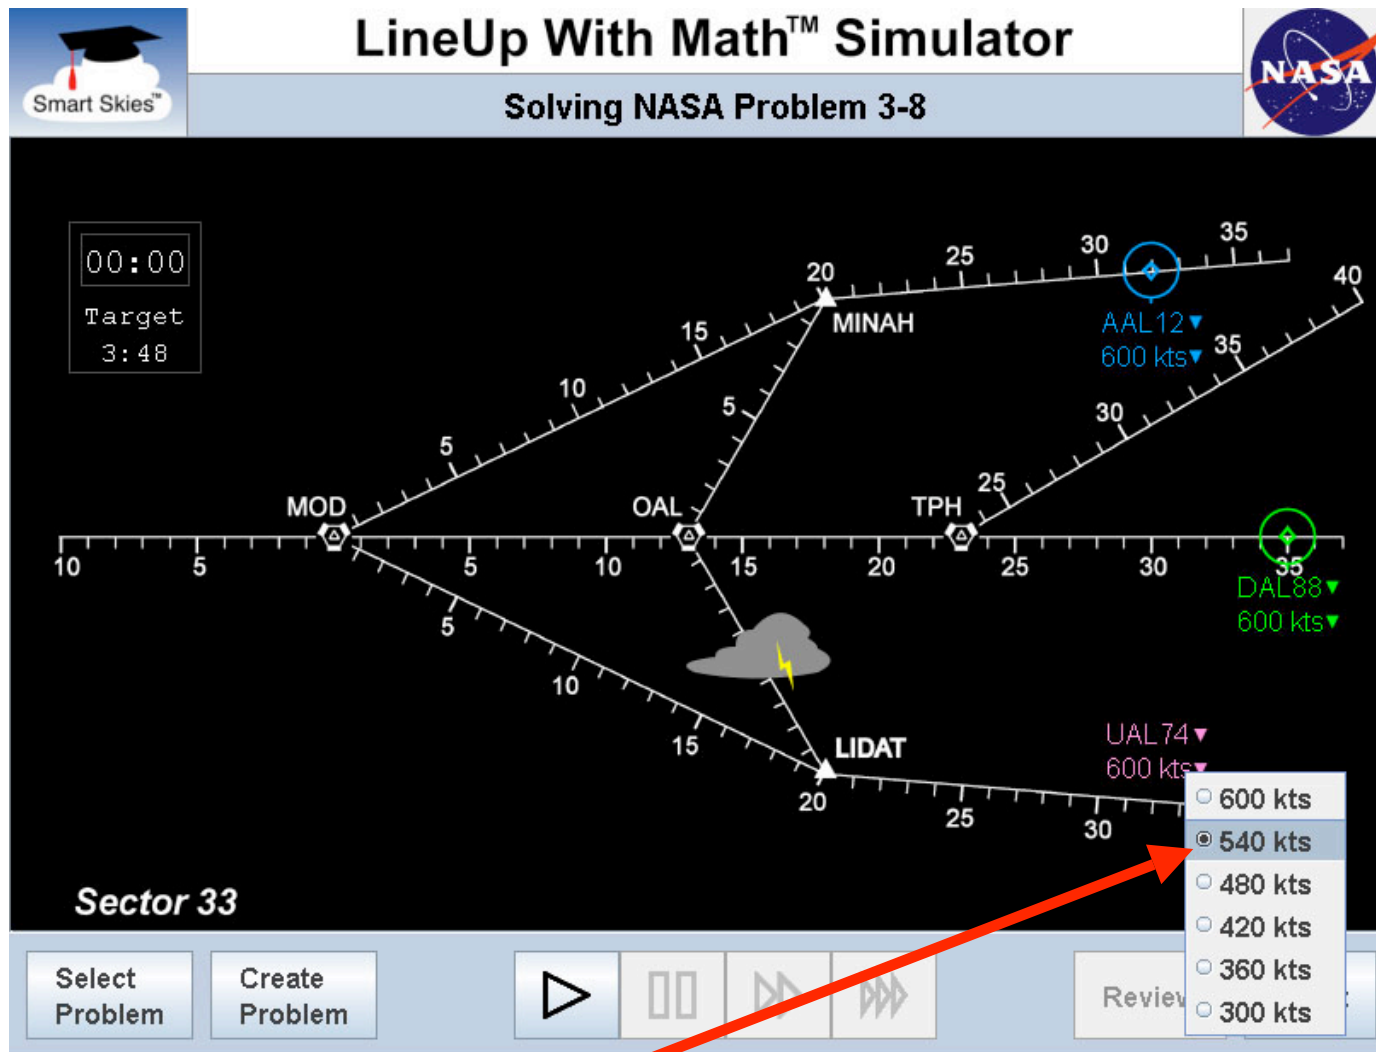 LineUp With Math™ Simulator
Smart Skies™
NASA
Solving NASA Problem 3-8
00:00
Target
3:48
35
30
25
20
40
MINAH
AAL12
600 kts
15
35
10
5
30
5
25
MOD
OAL
TPH
10
5
5
10
15
20
25
30
35
DAL88
600 kts
5
10
15
LIDAT
UAL74
600 kts
20
25
30
600 kts
540 kts
480 kts
420 kts
360 kts
300 kts
Sector 33
Select
Problem
Create
Problem